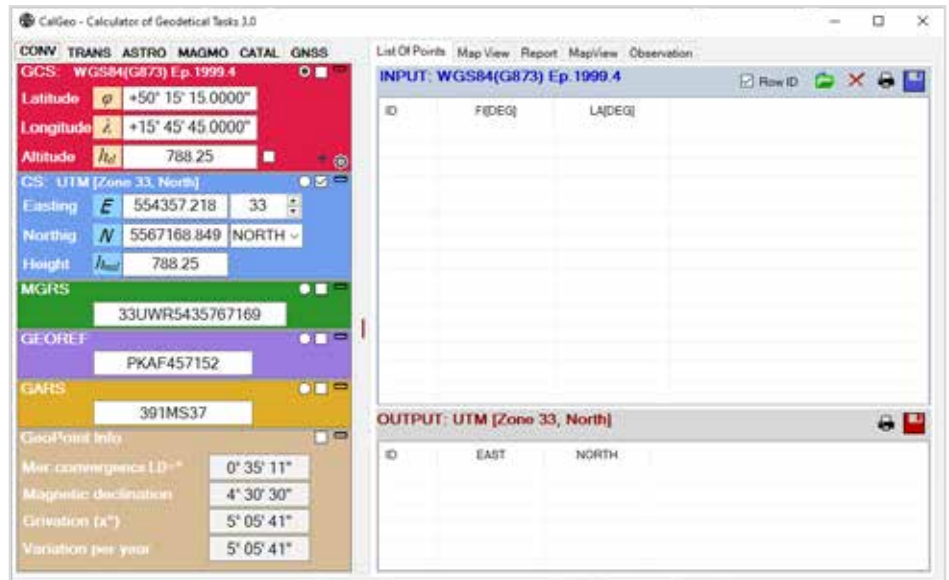 CalGeo - Calculator of Geodetical Tasks 3.0
CONV TRANS ASTRO MAGMO CATAL GNSS
GCS: WGS84(G873) Ep.1999.4
Latitude φ +50° 15' 15.0000"
Longitude λ +15° 45' 45.0000"
Altitude hel 788.25
CS: UTM [Zone 33, North]
Easting E 554357.218 33
Northig N 5567168.849 NORTH
Height 788.25
MGRS
33UWR5435767169
GEOREF
PKAF457152
GARS
391MS37
GeoPoint Info
Mer.convergence LD-° 0° 35' 11"
Magnetic declination 4° 30' 30"
Grivation (x°) 5° 05' 41"
Variation per year 5° 05' 41"
List Of Points Map View Report MapView Observation
INPUT: WGS84(G873) Ep.1999.4 Row ID
ID FI[DEG] LA[DEG]
OUTPUT: UTM [Zone 33, North]
ID EAST NORTH